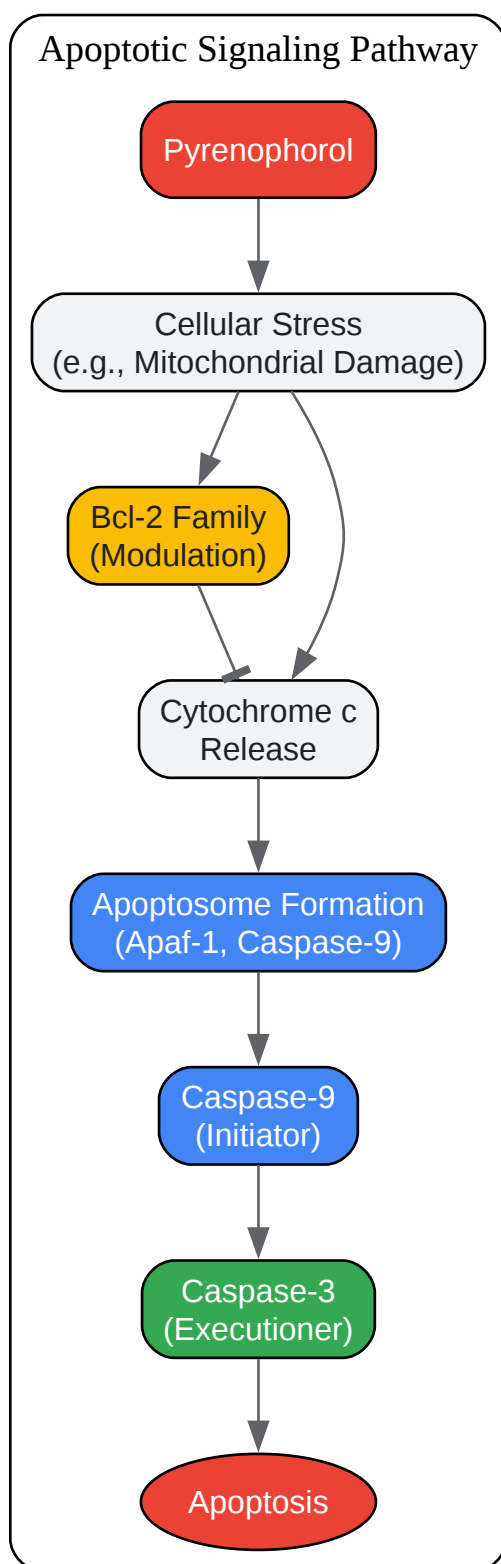 Apoptotic Signaling Pathway
Pyrenophorol
Cellular Stress
(e.g., Mitochondrial Damage)
Bcl-2 Family
(Modulation)
Cytochrome c
Release
Apoptosome Formation
(Apaf-1, Caspase-9)
Caspase-9
(Initiator)
Caspase-3
(Executioner)
Apoptosis